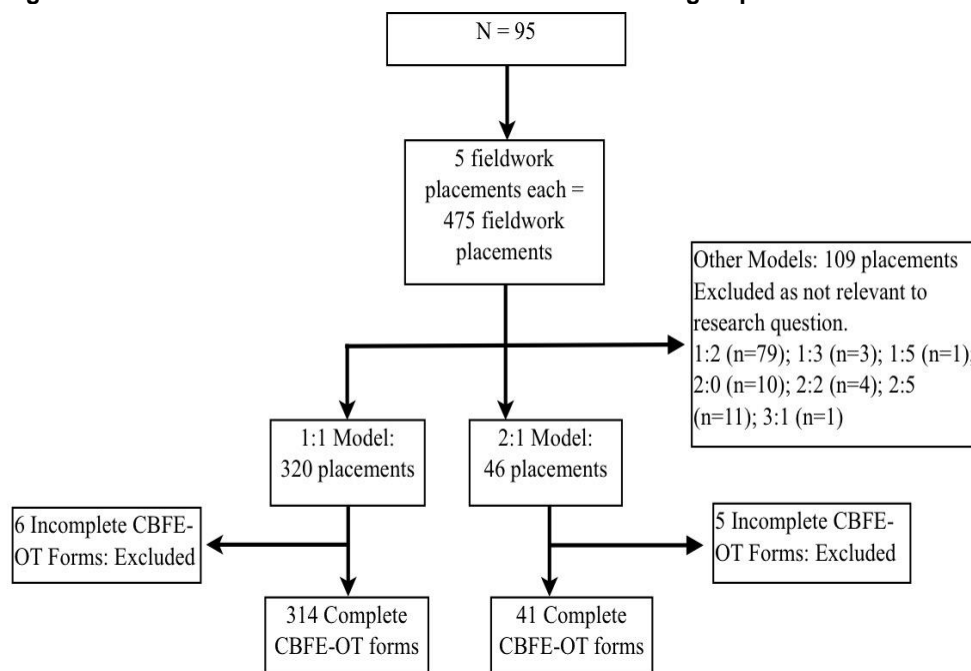 N = 95
5 fieldwork
placements each =
475 fieldwork
placements
Other Models: 109 placements
Excluded as not relevant to
research question.
1:2 (n=79); 1:3 (n=3); 1:5 (n=1);
2:0 (n=10); 2:2 (n=4); 2:5
(n=11); 3:1 (n=1)
1:1 Model:
320 placements
2:1 Model:
46 placements
6 Incomplete CBFE-
OT Forms: Excluded
5 Incomplete CBFE-
OT Forms: Excluded
314 Complete
CBFE-OT forms
41 Complete
CBFE-OT forms